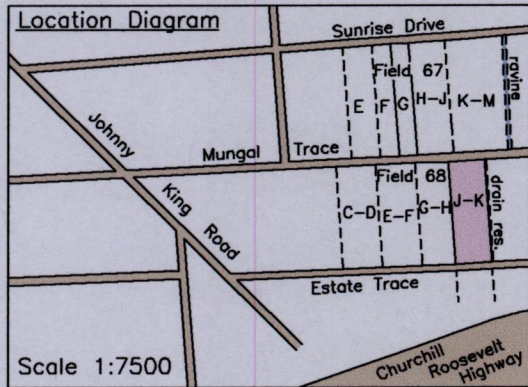 Location Diagram
Sunrise Drive
Field 67
E
F
G
H-J
K-M
ravine
Johnny
King Road
Mungal Trace
Field 68
C-D
E-F
G-H
J-K
drain res.
Estate Trace
Churchill
Roosevelt
Highway
Scale 1:7500